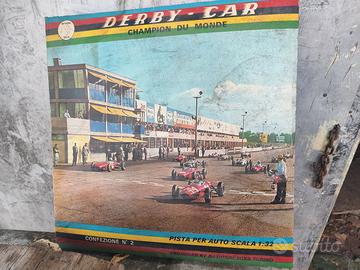 DERBY - CAR
CHAMPION DU MONDE
CONFEZIONE N° 2
PISTA PER AUTO SCALA 1:32
subito